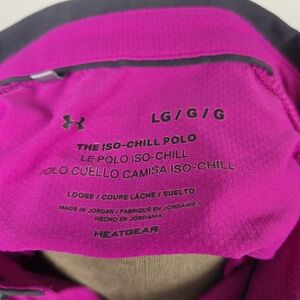 LG / G / G
THE ISO-CHILL POLO
LE POLO ISO-CHILL
POLO CUELLO CAMISA ISO-CHILL
LOOSE / COUPE LÂCHE / SUELTO
MADE IN JORDAN / FABRIQUÉ EN JORDANIE /
HECHO EN JORDANIA
HEATGEAR